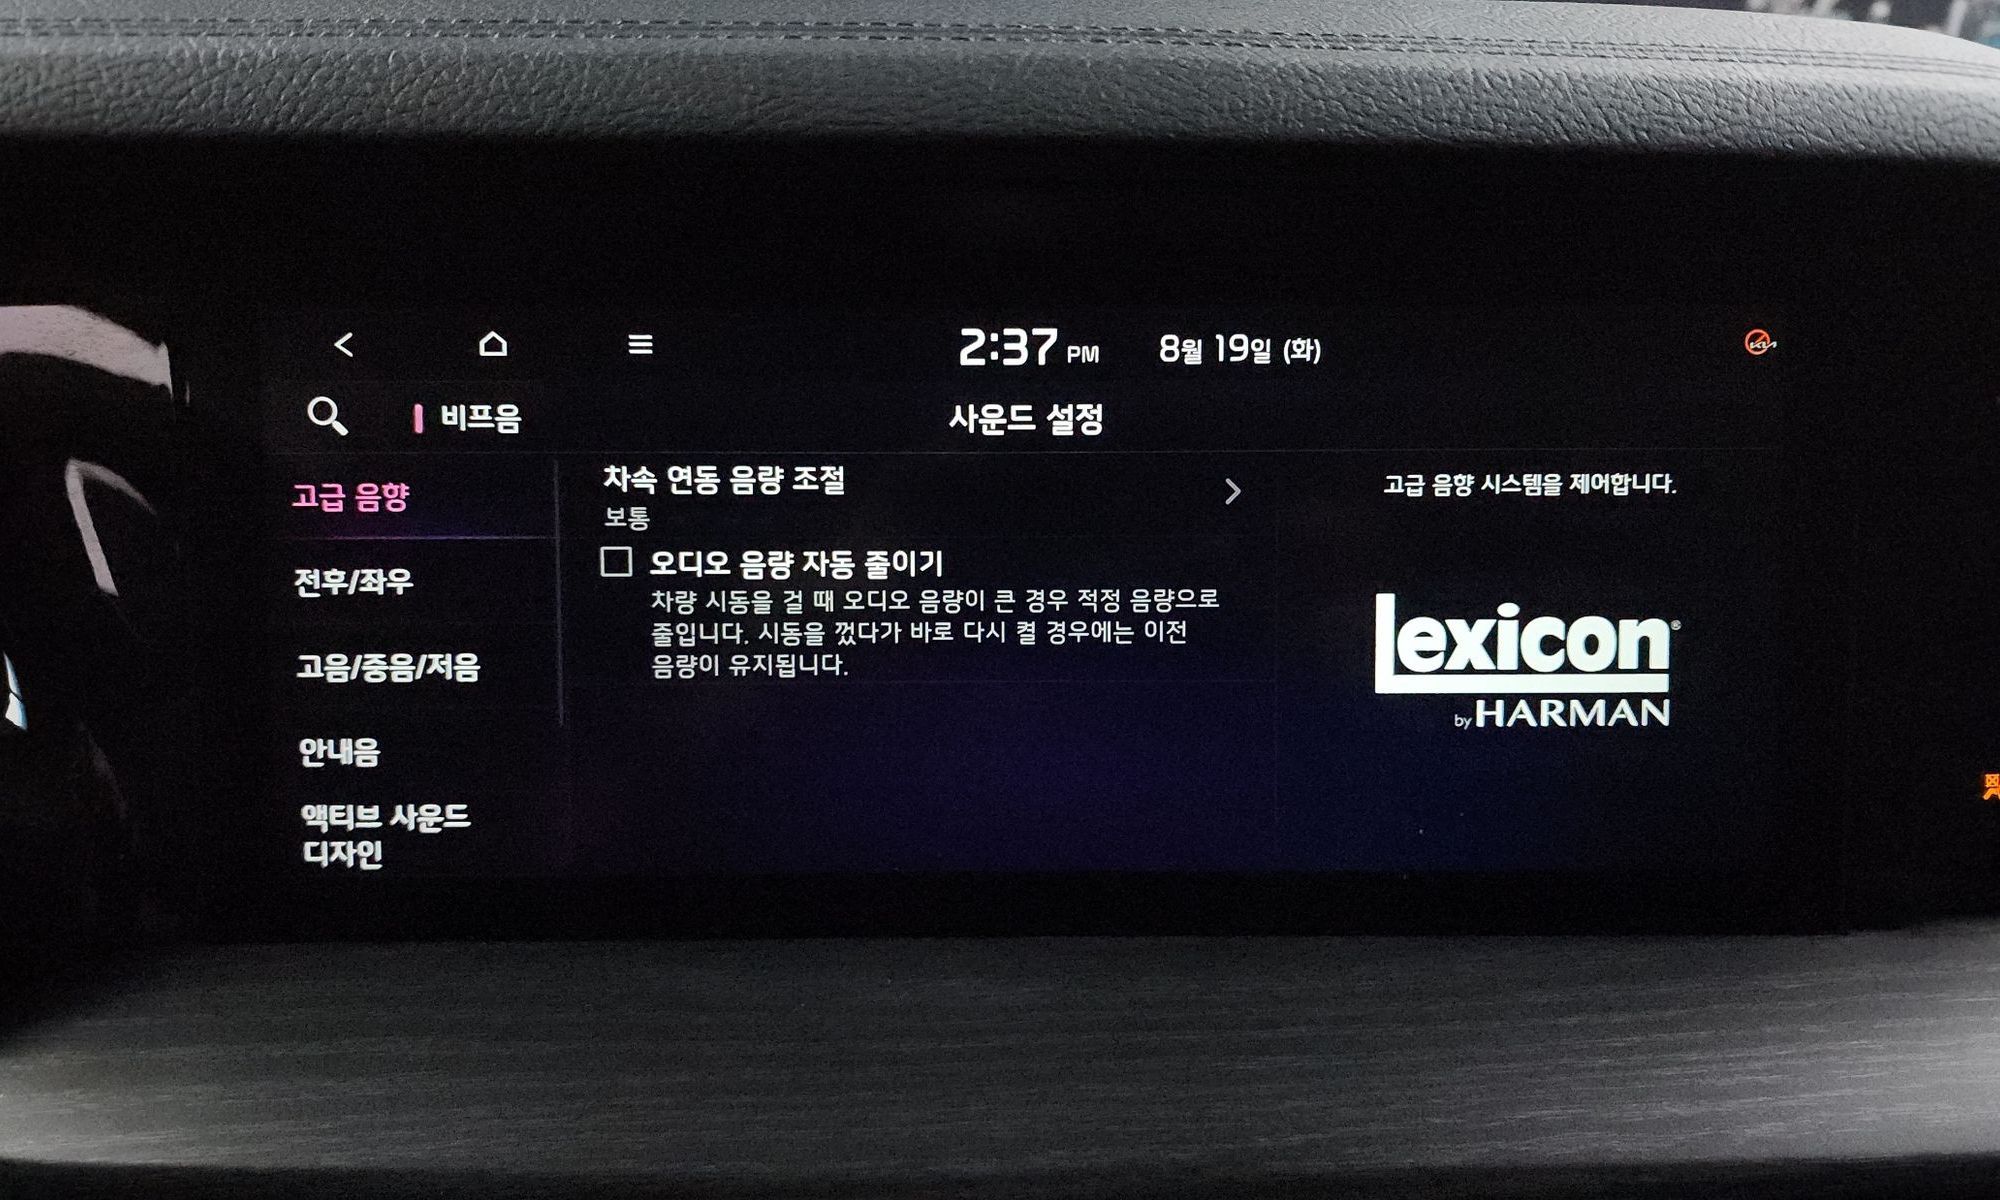 2:37 PM 8월 19일 (화)
비프음
사운드 설정
고급 음향
전후/좌우
고음/중음/저음
안내음
액티브 사운드
디자인
차속 연동 음량 조절
보통
오디오 음량 자동 줄이기
차량 시동을 걸 때 오디오 음량이 큰 경우 적정 음량으로
줄입니다. 시동을 껐다가 바로 다시 켤 경우에는 이전
음량이 유지됩니다.
고급 음향 시스템을 제어합니다.
lexicon®
by HARMAN